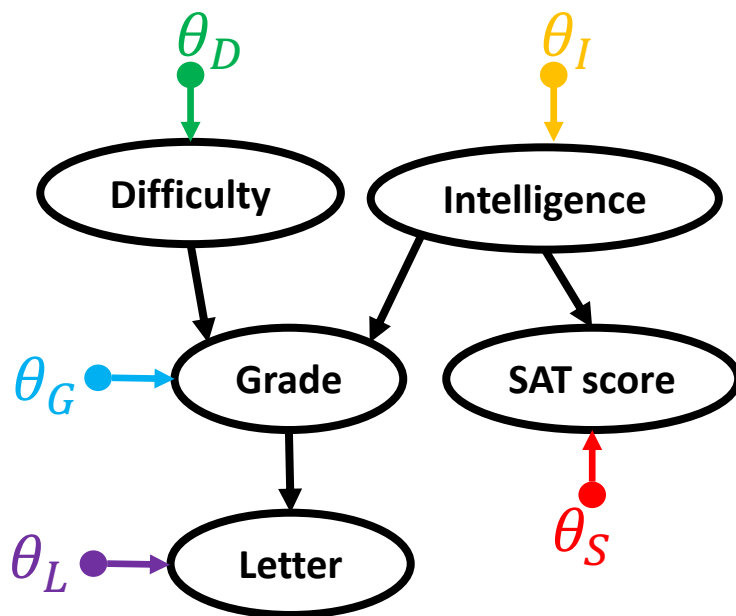 θ_D
θ_I
Difficulty
Intelligence
θ_G
Grade
SAT score
θ_S
θ_L
Letter